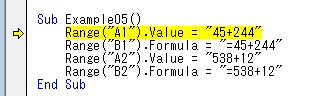 Sub Example05()
Range("A1").Value = "45+244"
Range("B1").Formula = "=45+244"
Range("A2").Value = "538+12"
Range("B2").Formula = "=538+12"
End Sub